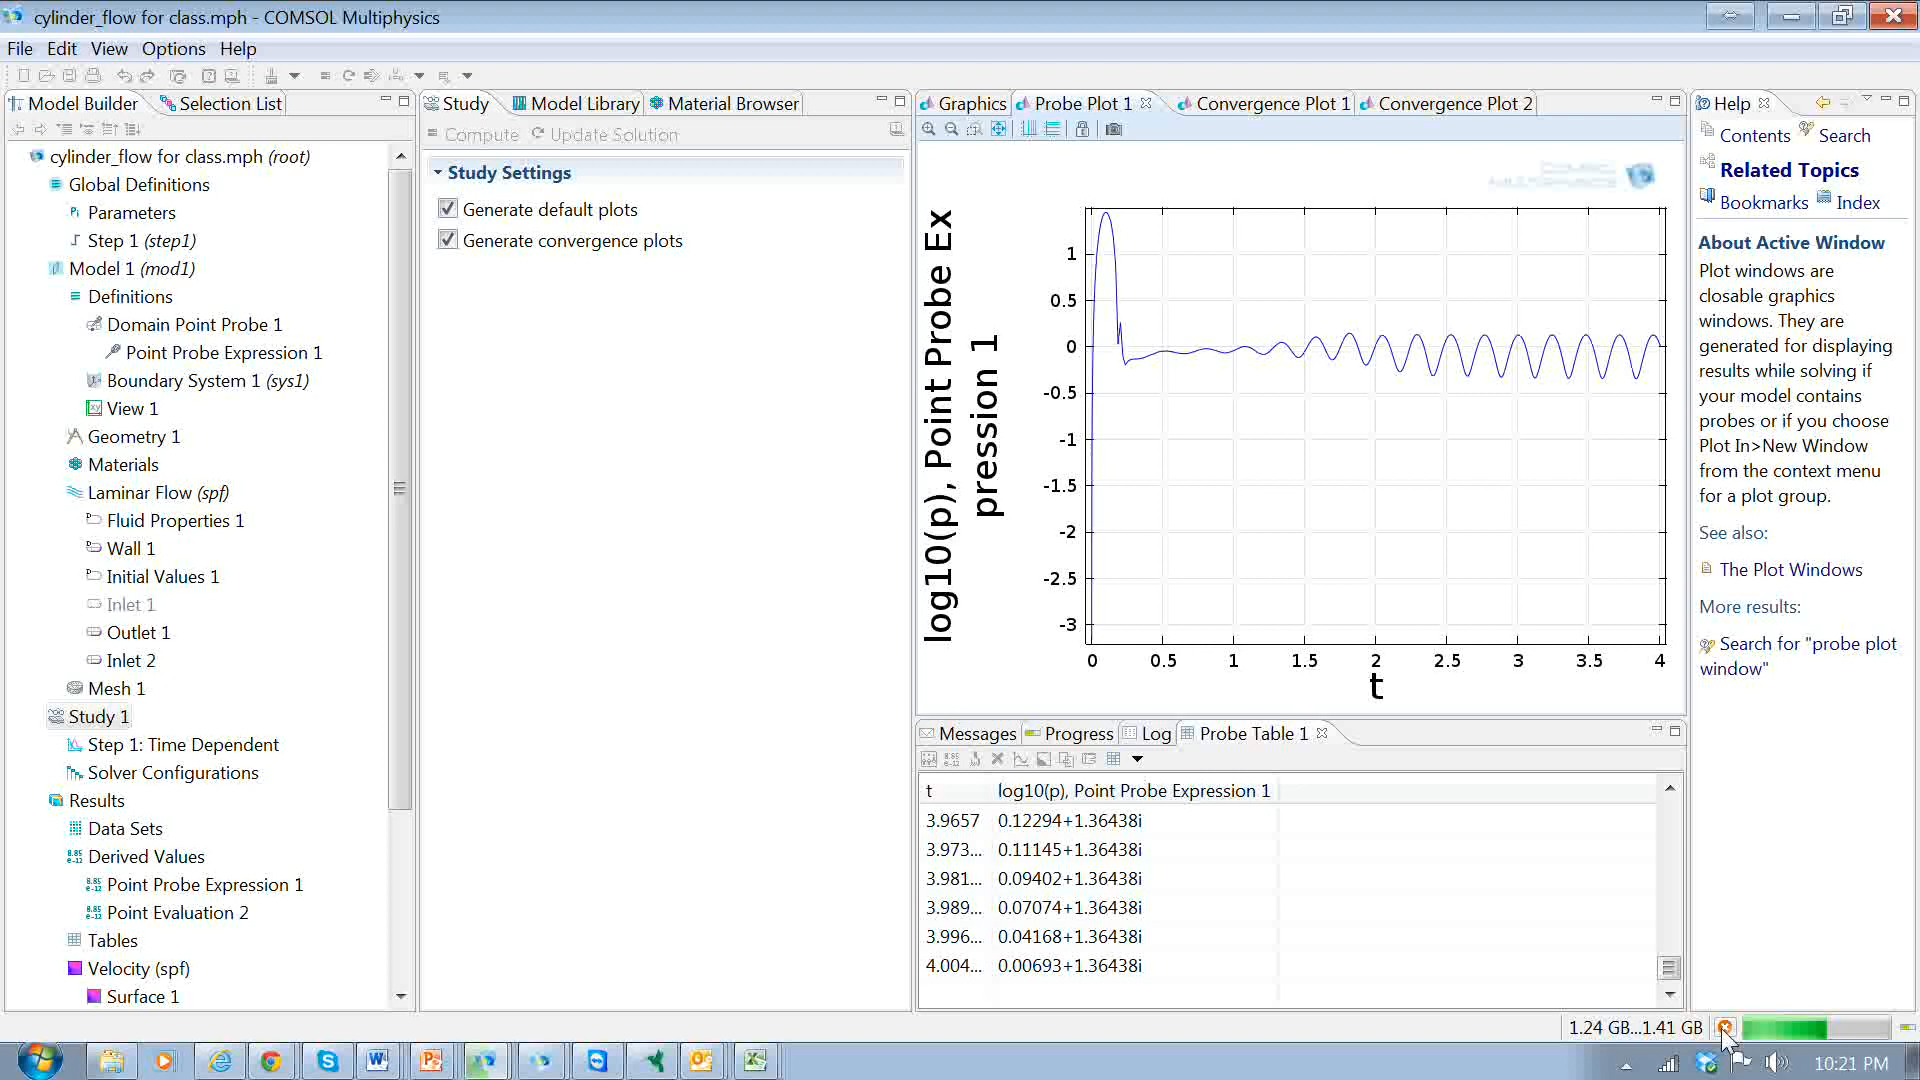 cylinder_flow for class.mph - COMSOL Multiphysics
File Edit View Options Help
Model Builder Selection List
cylinder_flow for class.mph (root)
Global Definitions
Parameters
Step 1 (step1)
Model 1 (mod1)
Definitions
Domain Point Probe 1
Point Probe Expression 1
Boundary System 1 (sys1)
View 1
Geometry 1
Materials
Laminar Flow (spf)
Fluid Properties 1
Wall 1
Initial Values 1
Inlet 1
Outlet 1
Inlet 2
Mesh 1
Study 1
Step 1: Time Dependent
Solver Configurations
Results
Data Sets
Derived Values
Point Probe Expression 1
Point Evaluation 2
Tables
Velocity (spf)
Surface 1
Study Model Library Material Browser
= Compute Update Solution
Study Settings
Generate default plots
Generate convergence plots
Graphics Probe Plot 1 Convergence Plot 1 Convergence Plot 2
log10(p), Point Probe Ex
pression 1
1
0.5
0
-0.5
-1
-1.5
-2
-2.5
-3
0 0.5 1 1.5 2 2.5 3 3.5 4
t
Messages Progress Log Probe Table 1
t log10(p), Point Probe Expression 1
3.9657 0.12294+1.36438i
3.973... 0.11145+1.36438i
3.981... 0.09402+1.36438i
3.989... 0.07074+1.36438i
3.996... 0.04168+1.36438i
4.004... 0.00693+1.36438i
Help
Contents Search
Related Topics
Bookmarks Index
About Active Window
Plot windows are
closable graphics
windows. They are
generated for displaying
results while solving if
your model contains
probes or if you choose
Plot In>New Window
from the context menu
for a plot group.
See also:
The Plot Windows
More results:
Search for "probe plot
window"
1.24 GB...1.41 GB
10:21 PM